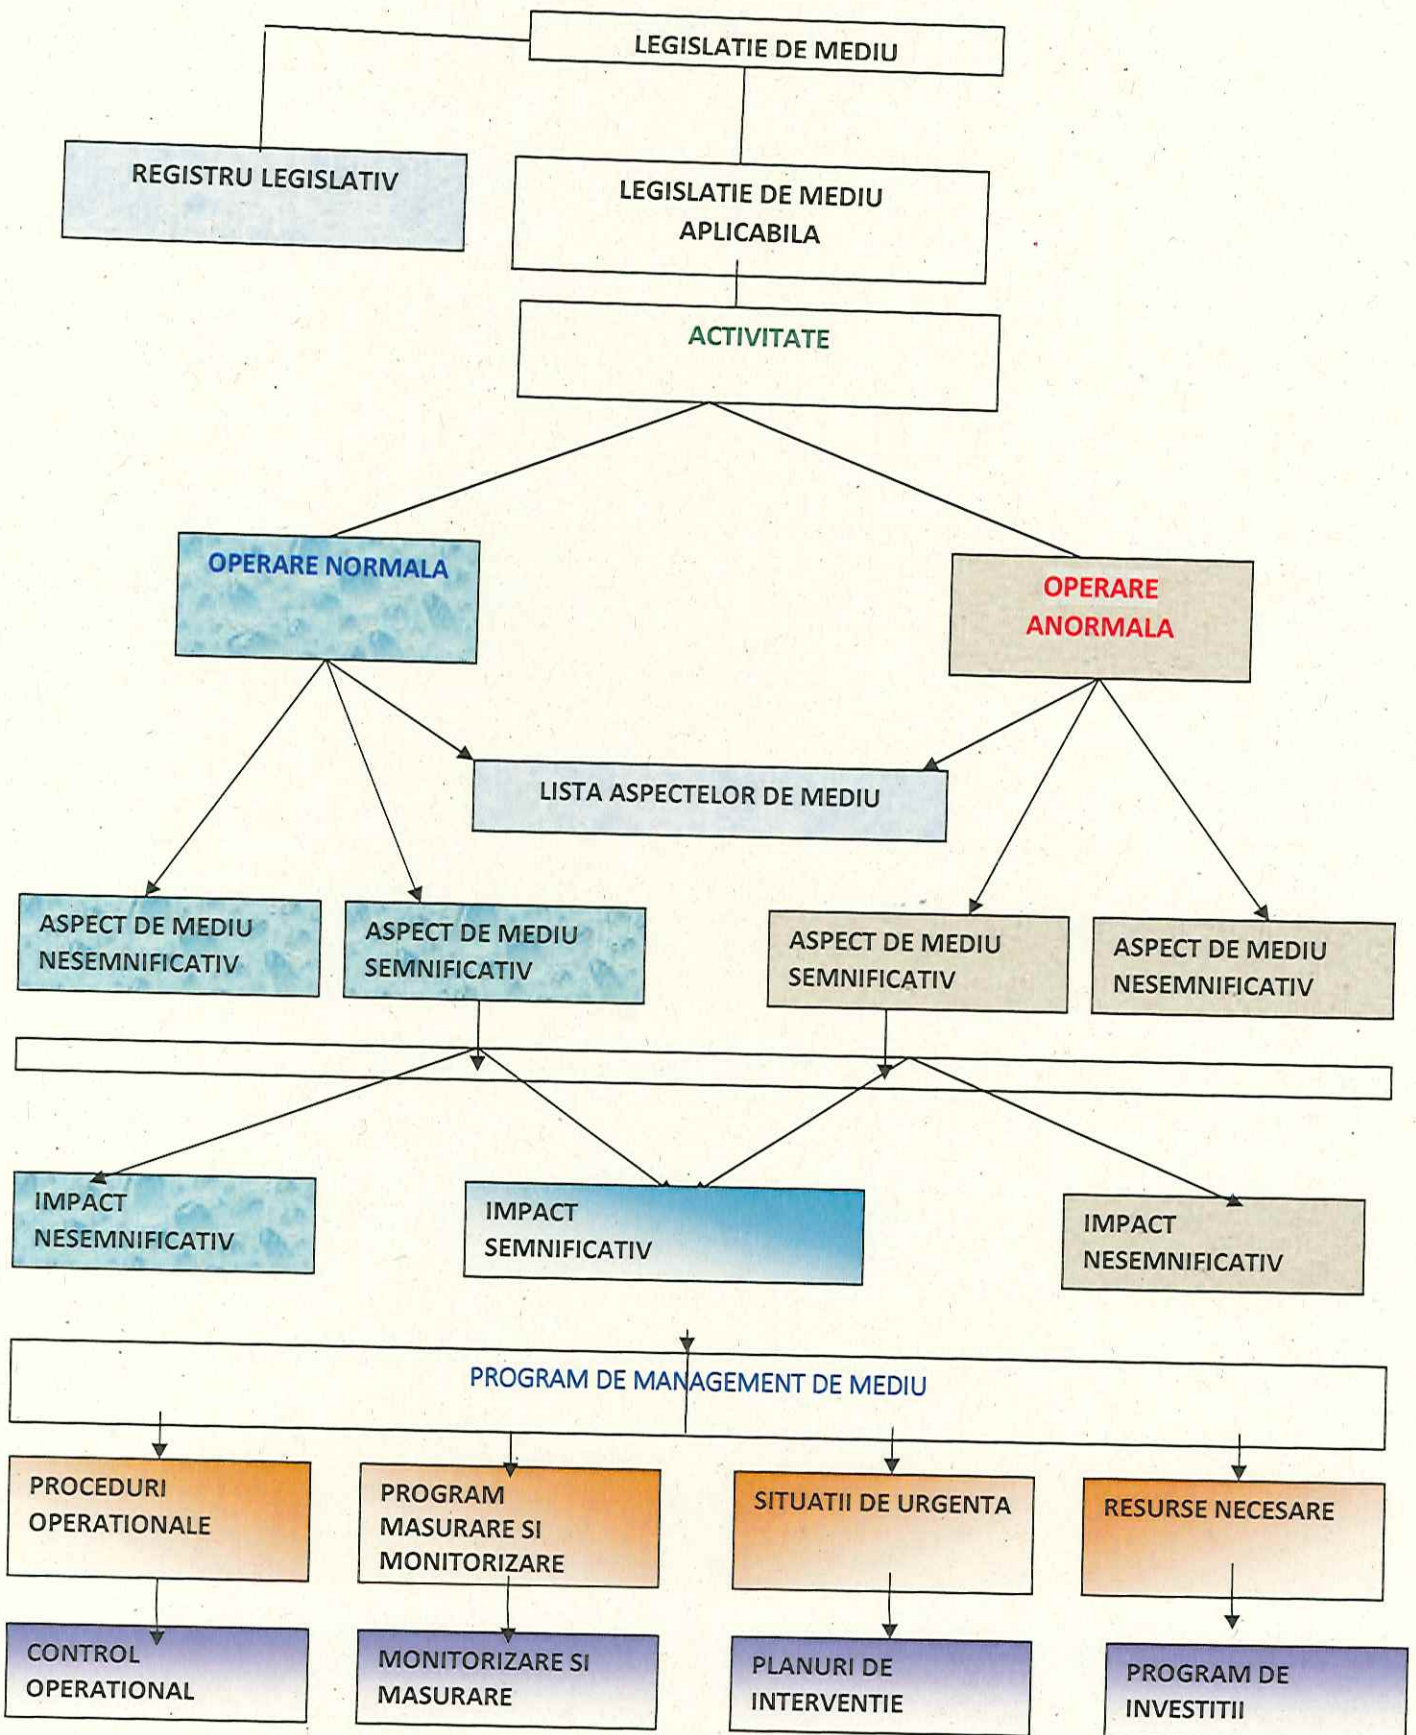 LEGISLATIE DE MEDIU
REGISTRU LEGISLATIV
LEGISLATIE DE MEDIU
APLICABILA
ACTIVITATE
OPERARE NORMALA
OPERARE
ANORMALA
LISTA ASPECTELOR DE MEDIU
ASPECT DE MEDIU
NESEMNIFICATIV
ASPECT DE MEDIU
SEMNIFICATIV
ASPECT DE MEDIU
SEMNIFICATIV
ASPECT DE MEDIU
NESEMNIFICATIV
IMPACT
NESEMNIFICATIV
IMPACT
SEMNIFICATIV
IMPACT
NESEMNIFICATIV
PROGRAM DE MANAGEMENT DE MEDIU
PROCEDURI
OPERATIONALE
PROGRAM
MASURARE SI
MONITORIZARE
SITUATII DE URGENTA
RESURSE NECESARE
CONTROL
OPERATIONAL
MONITORIZARE SI
MASURARE
PLANURI DE
INTERVENTIE
PROGRAM DE
INVESTITII